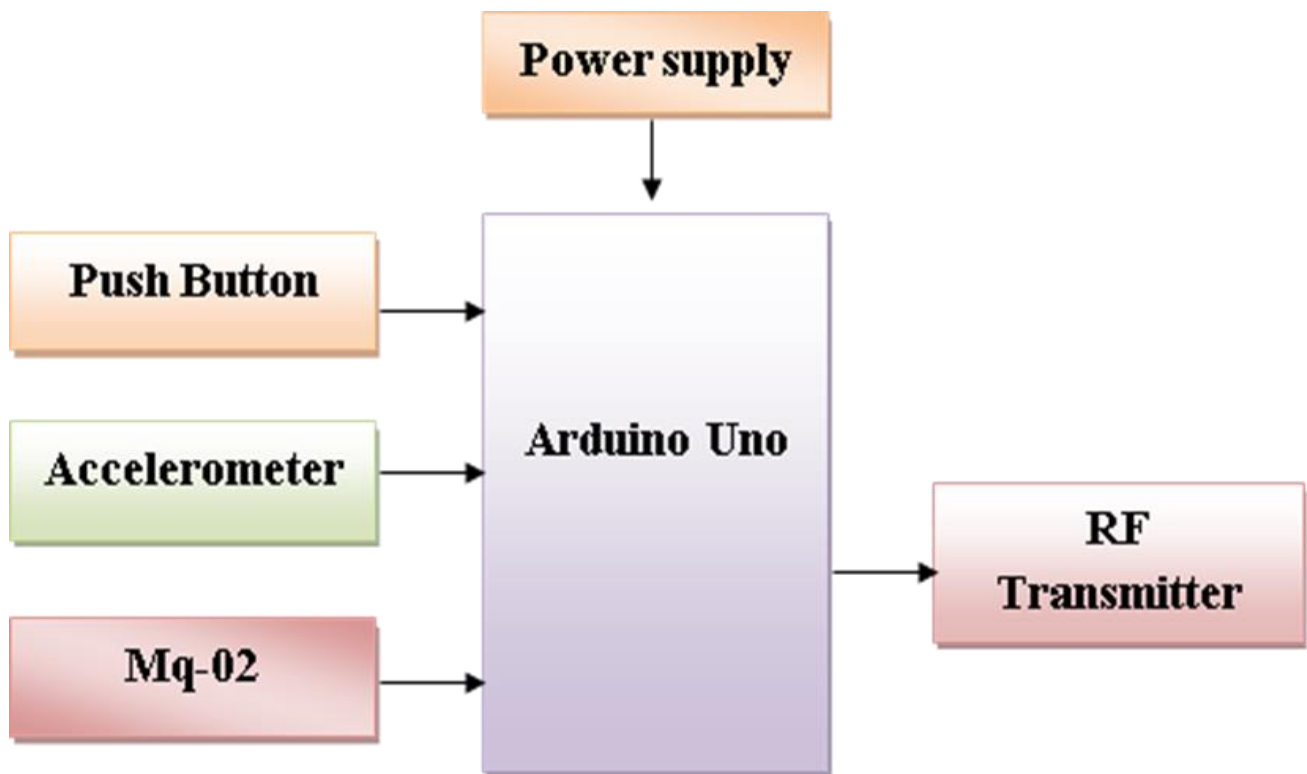 Power supply
Push Button
Accelerometer
Mq-02
Arduino Uno
RF
Transmitter